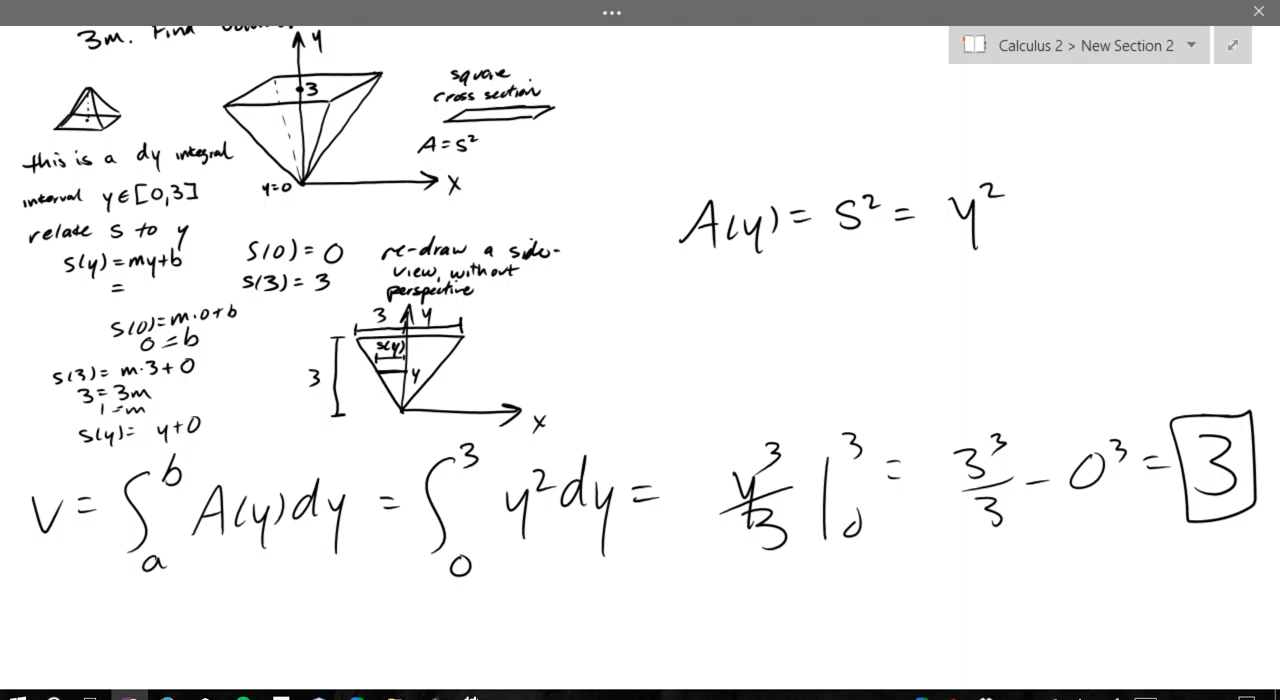 3m. Find
Calculus 2 > New Section 2
y
3
square
cross section
A = s²
y=0
x
this is a dy integral
interval y∈[0,3]
relate s to y
s(y) = my+b
=
s(0) = 0
s(3) = 3
re-draw a side-
view, without
perspective
s(0) = m·0+b
0 = b
s(3) = m·3+0
3 = 3m
1 = m
s(y) = y+0
3
y
s(y)
y
3
x
A(y) = s² = y²
V = ∫ₐᵇ A(y)dy = ∫₀³ y²dy = y³/3 |₀³ = 3³/3 - 0³ = 3